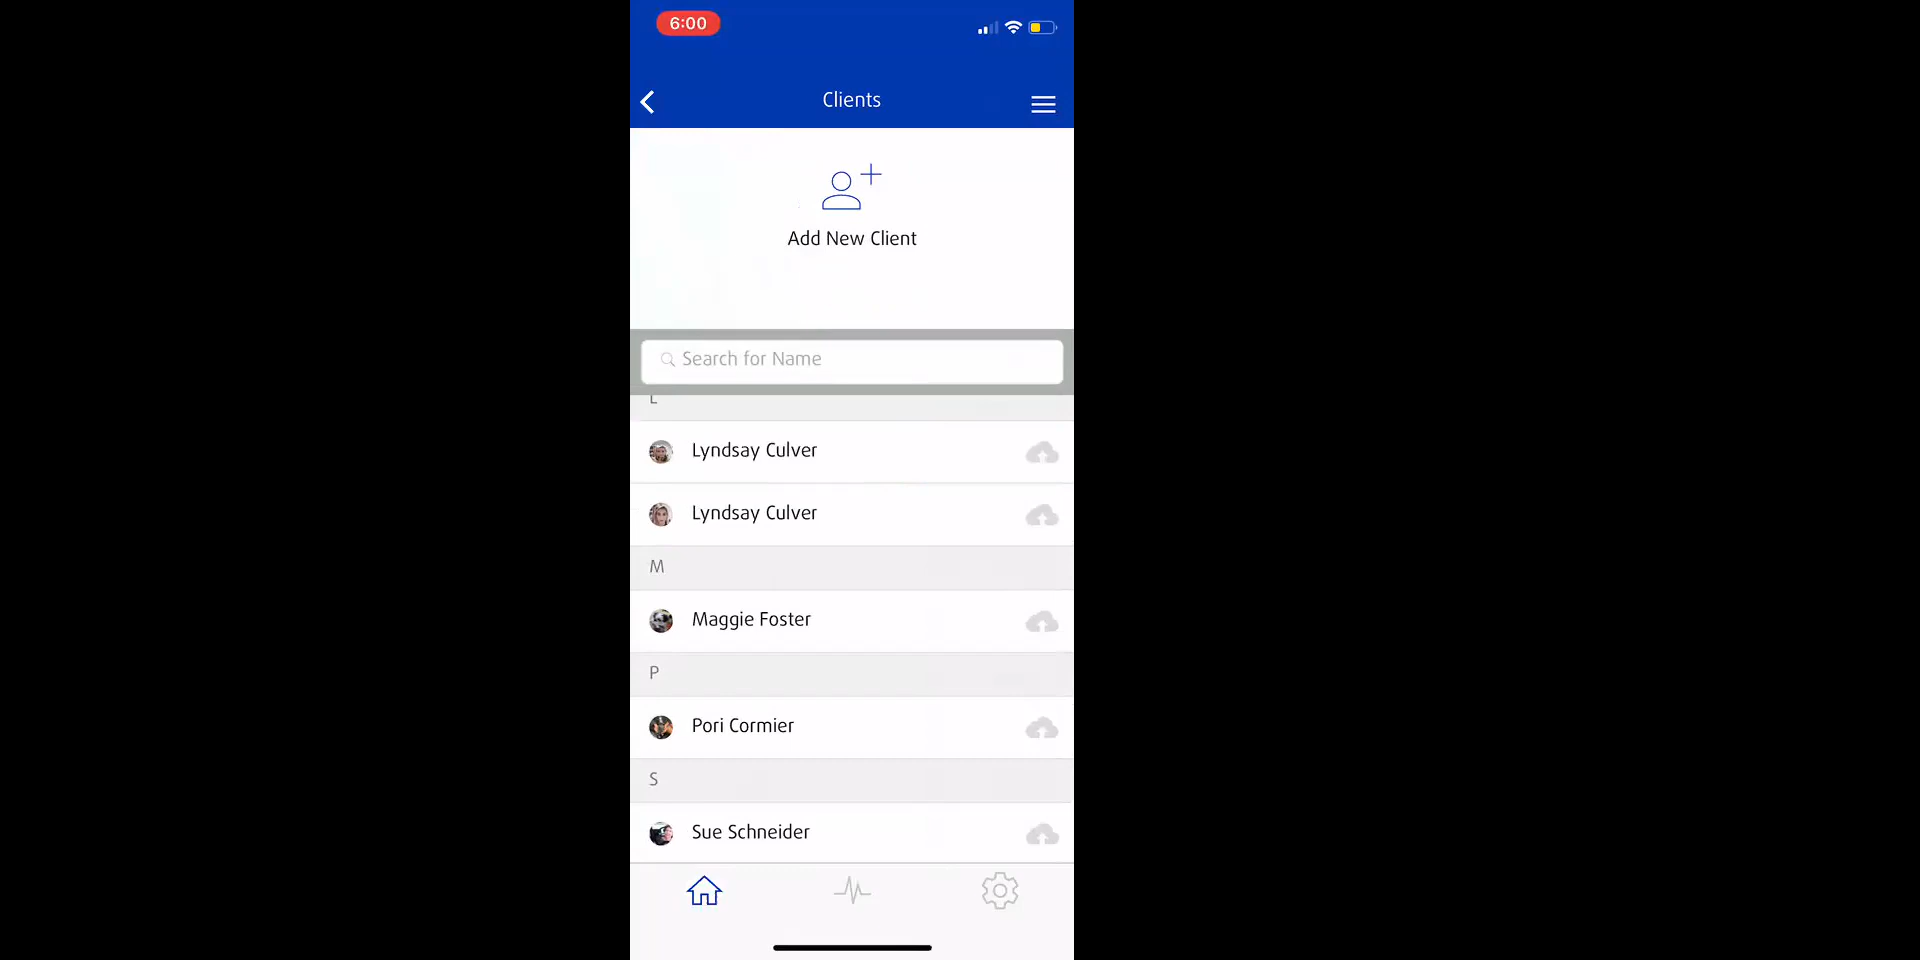 6:00
Clients
Add New Client
Search for Name
L
Lyndsay Culver
Lyndsay Culver
M
Maggie Foster
P
Pori Cormier
S
Sue Schneider